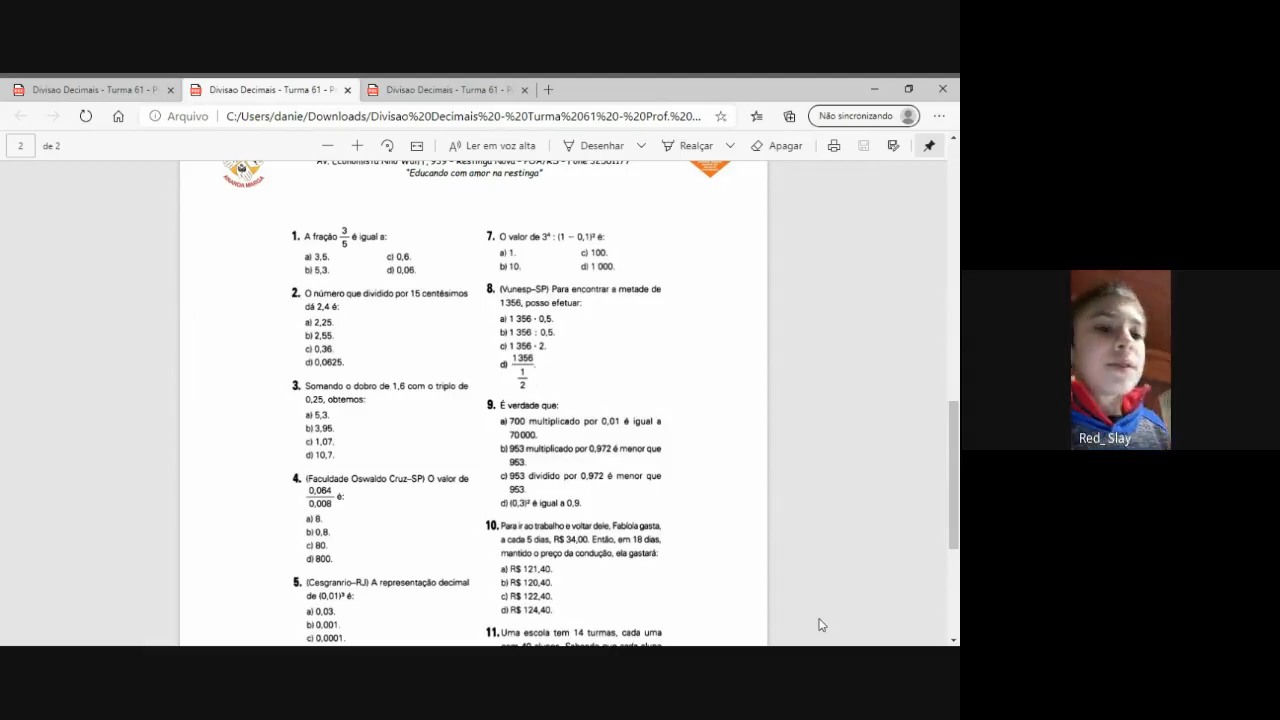 Divisao Decimais - Turma 61 - P
Divisao Decimais - Turma 61 - P
Divisao Decimais - Turma 61 - P
Arquivo
C:/Users/danie/Downloads/Divisao%20Decimais%20-%20Turma%2061%20-%20Prof.%20...
Não sincronizando
2 de 2
Ler em voz alta
Desenhar
Realçar
Apagar
"Educando com amor na restinga"
ANANDA MARGA
1. A fração 3/5 é igual a:
a) 3,5.
c) 0,6.
b) 5,3.
d) 0,06.
2. O número que dividido por 15 centésimos
dá 2,4 é:
a) 2,25.
b) 2,55.
c) 0,36.
d) 0,0625.
3. Somando o dobro de 1,6 com o triplo de
0,25, obtemos:
a) 5,3.
b) 3,95.
c) 1,07.
d) 10,7.
4. (Faculdade Oswaldo Cruz–SP) O valor de
0,064/0,008 é:
a) 8.
b) 0,8.
c) 80.
d) 800.
5. (Cesgranrio–RJ) A representação decimal
de (0,01)³ é:
a) 0,03.
b) 0,001.
c) 0,0001.
7. O valor de 3⁴ : (1 − 0,1)² é:
a) 1.
c) 100.
b) 10.
d) 1 000.
8. (Vunesp–SP) Para encontrar a metade de
1 356, posso efetuar:
a) 1 356 · 0,5.
b) 1 356 : 0,5.
c) 1 356 · 2.
d) 1 356
1
2
.
9. É verdade que:
a) 700 multiplicado por 0,01 é igual a
70 000.
b) 953 multiplicado por 0,972 é menor que
953.
c) 953 dividido por 0,972 é menor que
953.
d) (0,3)² é igual a 0,9.
10. Para ir ao trabalho e voltar dele, Fabíola gasta,
a cada 5 dias, R$ 34,00. Então, em 18 dias,
mantido o preço da condução, ela gastará:
a) R$ 121,40.
b) R$ 120,40.
c) R$ 122,40.
d) R$ 124,40.
11. Uma escola tem 14 turmas, cada uma
Red_ Slay